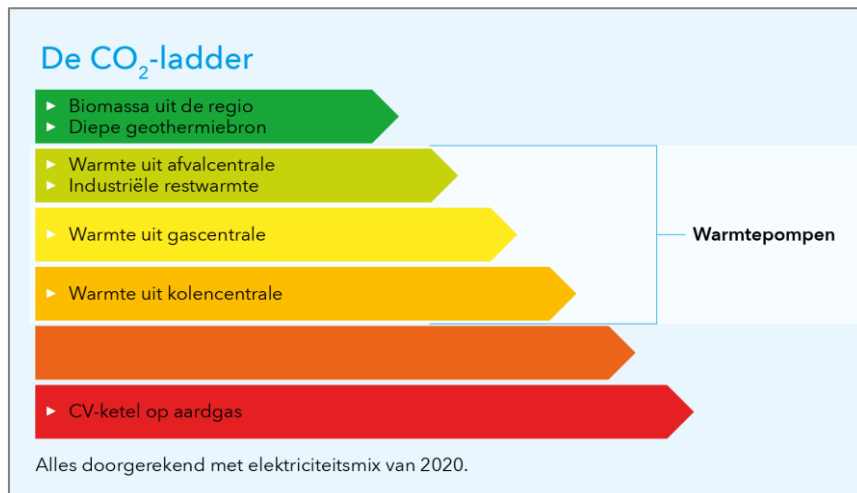 De CO₂-ladder
Biomassa uit de regio
Diepe geothermiebron
Warmte uit afvalcentrale
Industriële restwarmte
Warmte uit gascentrale
Warmtepompen
Warmte uit kolencentrale
CV-ketel op aardgas
Alles doorgerekend met elektriciteitsmix van 2020.